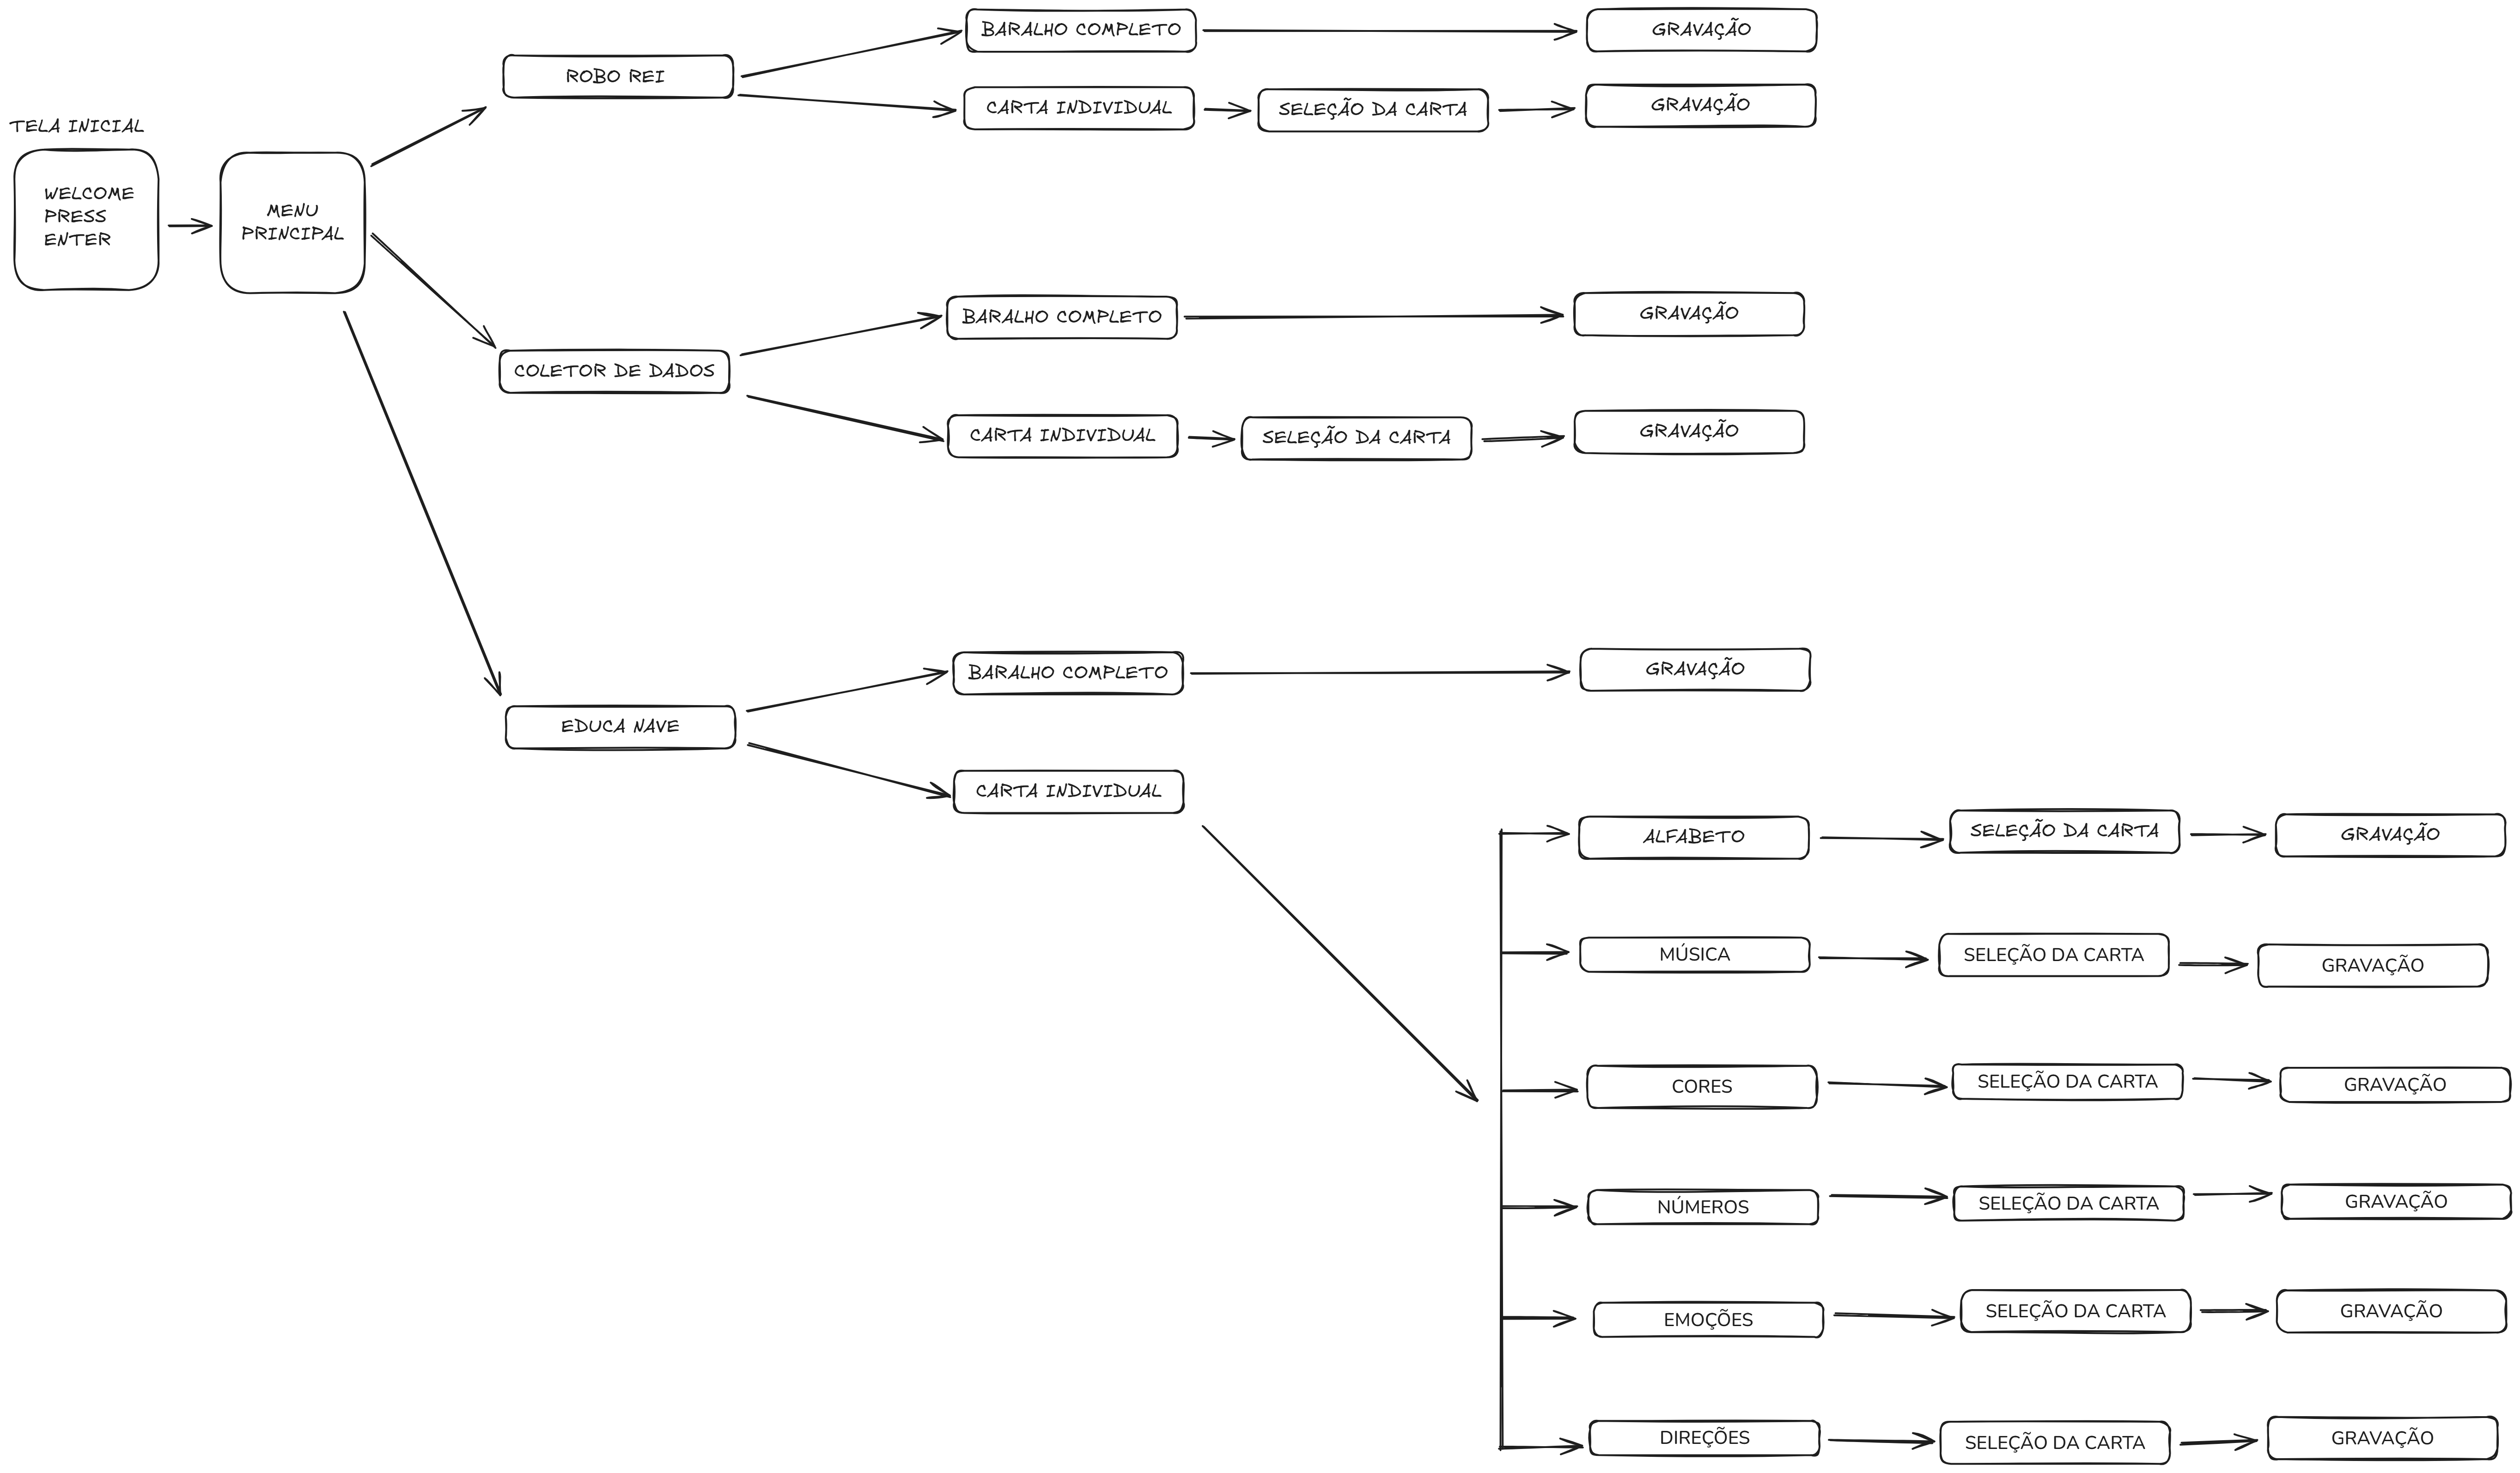 TELA INICIAL
WELCOME
PRESS
ENTER
MENU
PRINCIPAL
ROBO REI
BARALHO COMPLETO
GRAVAÇÃO
CARTA INDIVIDUAL
SELEÇÃO DA CARTA
GRAVAÇÃO
COLETOR DE DADOS
BARALHO COMPLETO
GRAVAÇÃO
CARTA INDIVIDUAL
SELEÇÃO DA CARTA
GRAVAÇÃO
EDUCA NAVE
BARALHO COMPLETO
GRAVAÇÃO
CARTA INDIVIDUAL
ALFABETO
SELEÇÃO DA CARTA
GRAVAÇÃO
MÚSICA
SELEÇÃO DA CARTA
GRAVAÇÃO
CORES
SELEÇÃO DA CARTA
GRAVAÇÃO
NÚMEROS
SELEÇÃO DA CARTA
GRAVAÇÃO
EMOÇÕES
SELEÇÃO DA CARTA
GRAVAÇÃO
DIREÇÕES
SELEÇÃO DA CARTA
GRAVAÇÃO